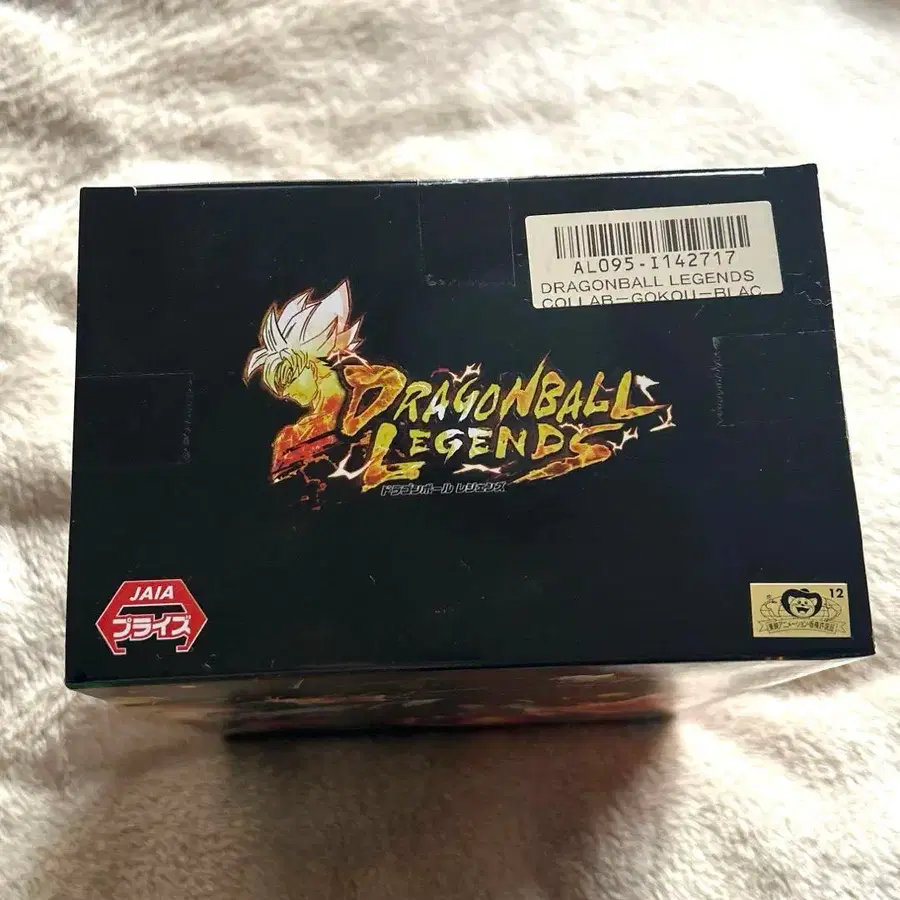 AL095-I142717
DRAGONBALL LEGENDS
COLLAB-GOKOU-BLAC
DRAGONBALL
LEGENDS
ドラゴンボール レジェンズ
JAIA
プライズ
12